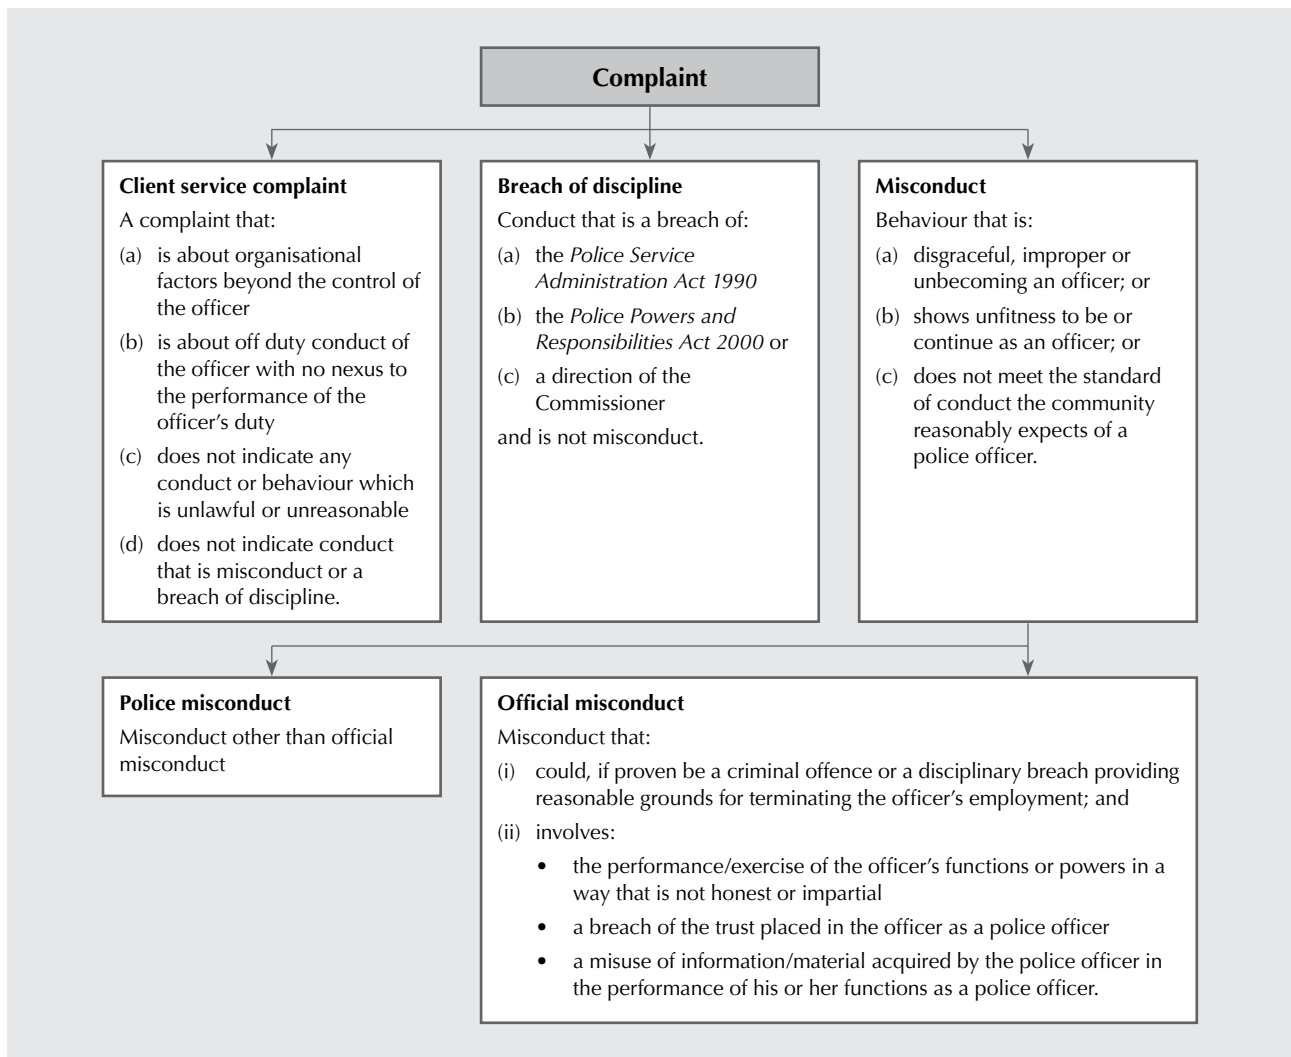 Complaint
Client service complaint
A complaint that:
(a) is about organisational
factors beyond the control of
the officer
(b) is about off duty conduct of
the officer with no nexus to
the performance of the
officer’s duty
(c) does not indicate any
conduct or behaviour which
is unlawful or unreasonable
(d) does not indicate conduct
that is misconduct or a
breach of discipline.
Breach of discipline
Conduct that is a breach of:
(a) the Police Service
Administration Act 1990
(b) the Police Powers and
Responsibilities Act 2000 or
(c) a direction of the
Commissioner
and is not misconduct.
Misconduct
Behaviour that is:
(a) disgraceful, improper or
unbecoming an officer; or
(b) shows unfitness to be or
continue as an officer; or
(c) does not meet the standard
of conduct the community
reasonably expects of a
police officer.
Police misconduct
Misconduct other than official
misconduct
Official misconduct
Misconduct that:
(i) could, if proven be a criminal offence or a disciplinary breach providing
reasonable grounds for terminating the officer’s employment; and
(ii) involves:
• the performance/exercise of the officer’s functions or powers in a
way that is not honest or impartial
• a breach of the trust placed in the officer as a police officer
• a misuse of information/material acquired by the police officer in
the performance of his or her functions as a police officer.